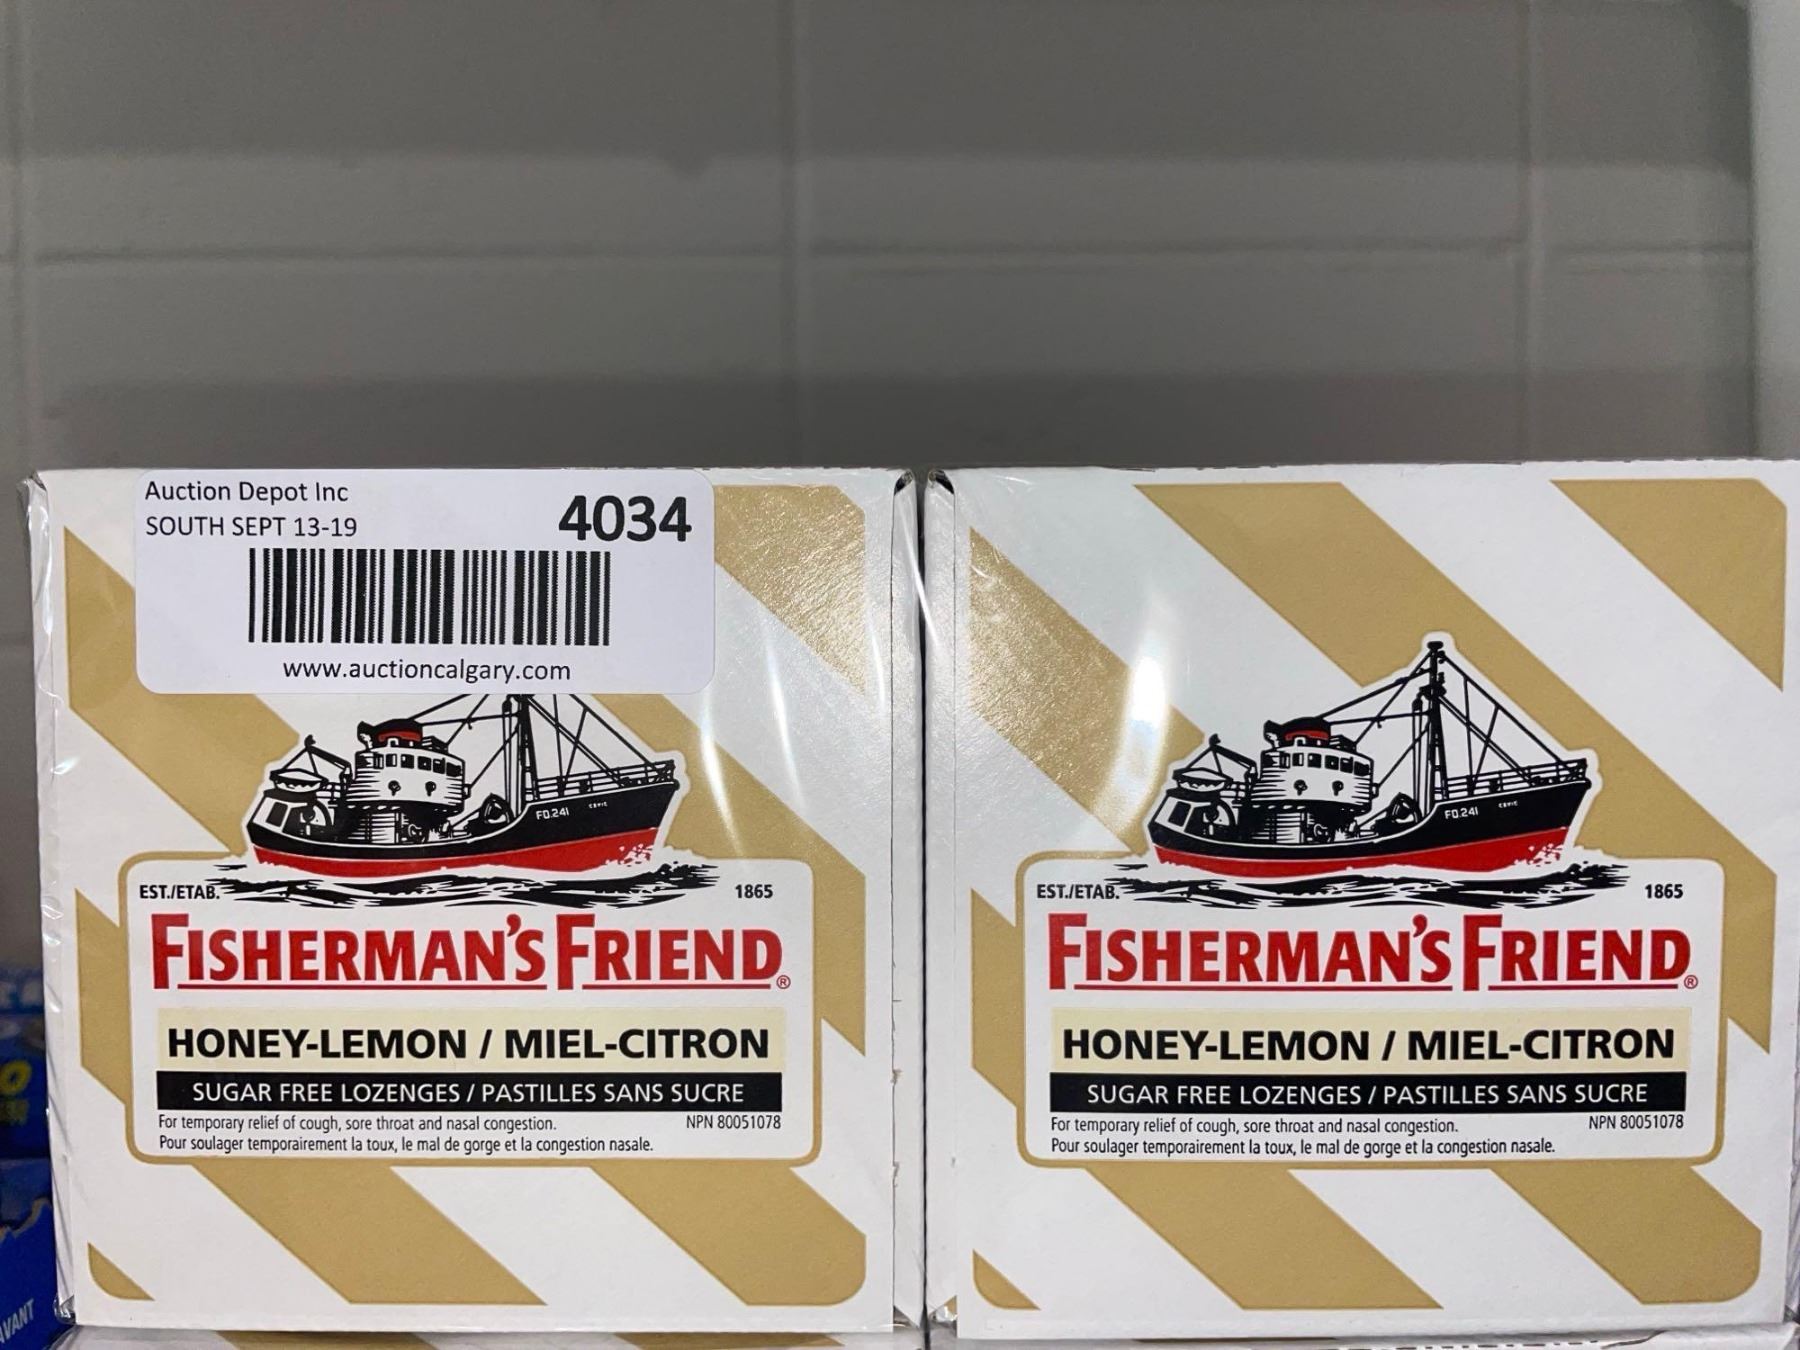 Auction Depot Inc
SOUTH SEPT 13-19
4034
www.auctioncalgary.com
FD.241
EST./ETAB.
1865
FISHERMAN'S FRIEND®
HONEY-LEMON / MIEL-CITRON
SUGAR FREE LOZENGES / PASTILLES SANS SUCRE
For temporary relief of cough, sore throat and nasal congestion.
NPN 80051078
Pour soulager temporairement la toux, le mal de gorge et la congestion nasale.
FD.241
EST./ETAB.
1865
FISHERMAN'S FRIEND®
HONEY-LEMON / MIEL-CITRON
SUGAR FREE LOZENGES / PASTILLES SANS SUCRE
For temporary relief of cough, sore throat and nasal congestion.
NPN 80051078
Pour soulager temporairement la toux, le mal de gorge et la congestion nasale.